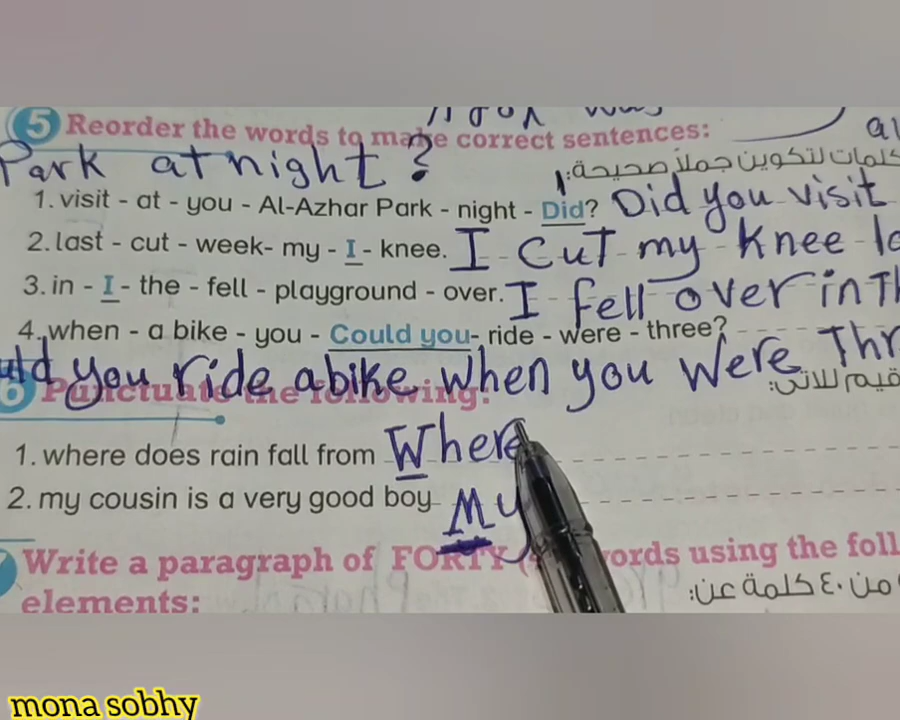 5 Reorder the words to make correct sentences:
كلمات لتكوين جملاً صحيحة:
Park at night?
1. visit - at - you - Al-Azhar Park - night - Did? Did you visit
2. last - cut - week- my - I - knee. I cut my knee
3. in - I - the - fell - playground - over. I fell over in
4. when - a bike - you - Could you- ride - were - three?
you ride a bike when you were
6 Punctuate the following:
1. where does rain fall from Where
2. my cousin is a very good boy My
7 Write a paragraph of FORTY using the
من ٤٠ كلمة عن:
elements:
mona sobhy